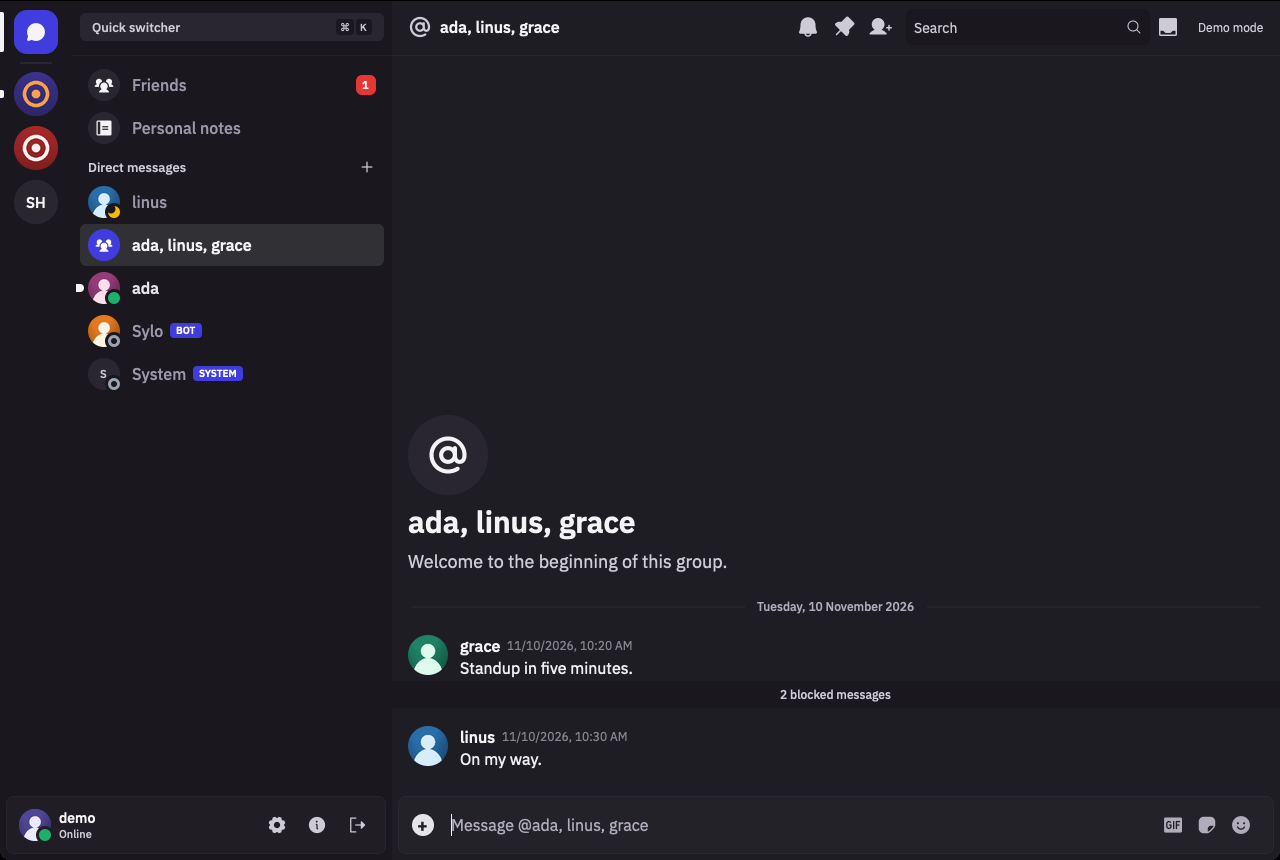 Quick switcher
⌘ K
SH
Friends
1
Personal notes
Direct messages
linus
ada, linus, grace
ada
Sylo BOT
S
System SYSTEM
demo
Online
ada, linus, grace
Search
Demo mode
ada, linus, grace
Welcome to the beginning of this group.
Tuesday, 10 November 2026
grace 11/10/2026, 10:20 AM
Standup in five minutes.
2 blocked messages
linus 11/10/2026, 10:30 AM
On my way.
Message @ada, linus, grace
GIF